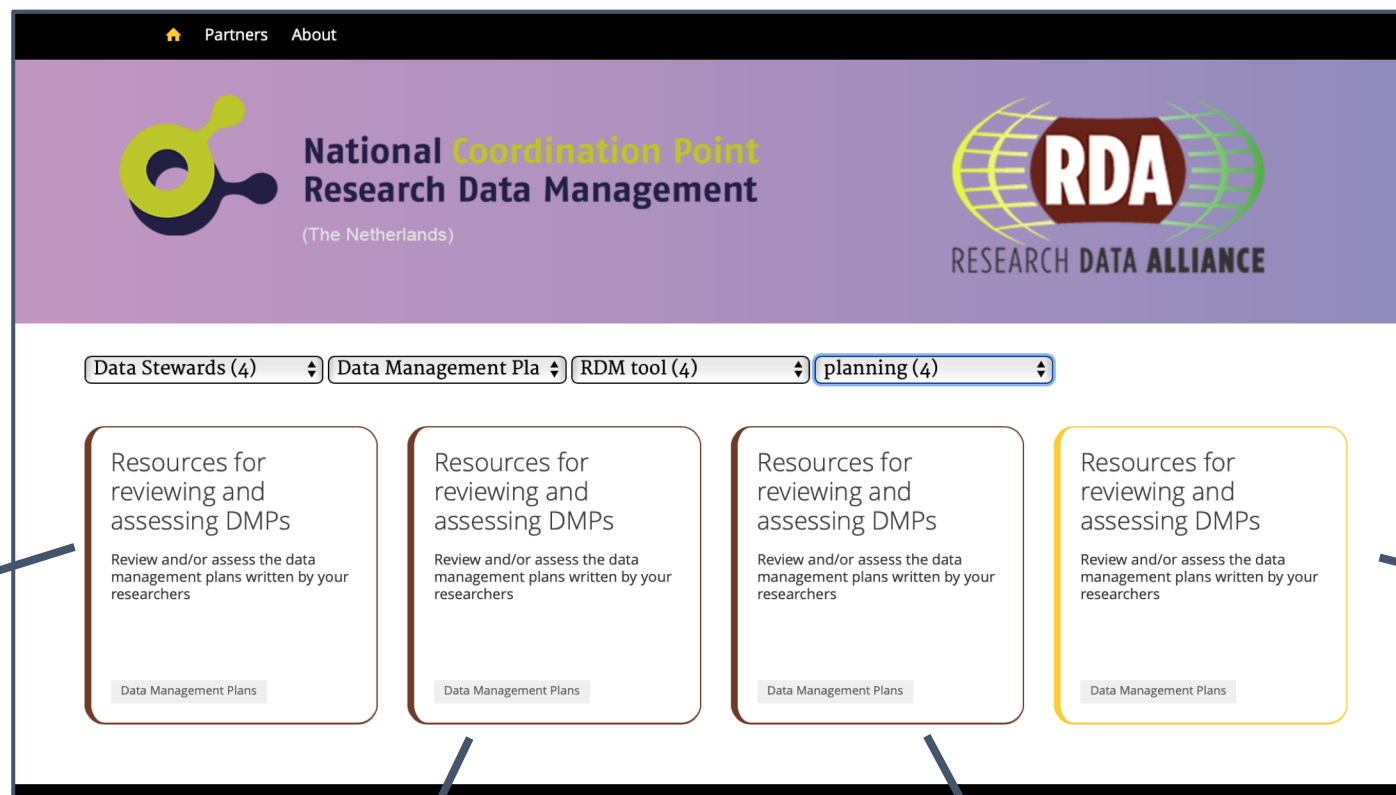 Partners About
National Coordination Point
Research Data Management
(The Netherlands)
RDA
RESEARCH DATA ALLIANCE
Data Stewards (4) Data Management Pla RDM tool (4) planning (4)
Resources for
reviewing and
assessing DMPs
Review and/or assess the data
management plans written by your
researchers
Data Management Plans
Resources for
reviewing and
assessing DMPs
Review and/or assess the data
management plans written by your
researchers
Data Management Plans
Resources for
reviewing and
assessing DMPs
Review and/or assess the data
management plans written by your
researchers
Data Management Plans
Resources for
reviewing and
assessing DMPs
Review and/or assess the data
management plans written by your
researchers
Data Management Plans